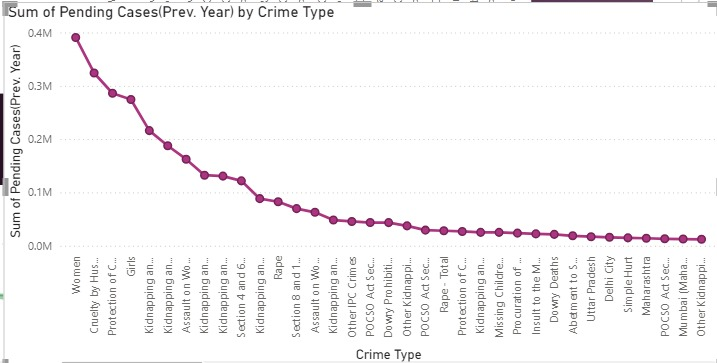 Sum of Pending Cases(Prev. Year) by Crime Type
Sum of Pending Cases(Prev. Year)
0.4M
0.3M
0.2M
0.1M
0.0M
Women
Cruelty by Hus...
Protection of C...
Girls
Kidnapping an...
Kidnapping an...
Assault on Wo...
Kidnapping an...
Kidnapping an...
Section 4 and 6...
Kidnapping an...
Rape
Section 8 and 1...
Assault on Wo...
Kidnapping an...
Other IPC Crimes
POCSO Act Sec...
Dowry Prohibiti...
Other Kidnappi...
POCSO Act Sec...
Rape - Total
Protection of C...
Kidnapping an...
Missing Childre...
Procuration of ...
Insult to the M...
Dowry Deaths
Abetment to S...
Uttar Pradesh
Delhi City
Simple Hurt
Maharashtra
POCSO Act Sec...
Mumbai (Maha...
Other Kidnappi...
Crime Type